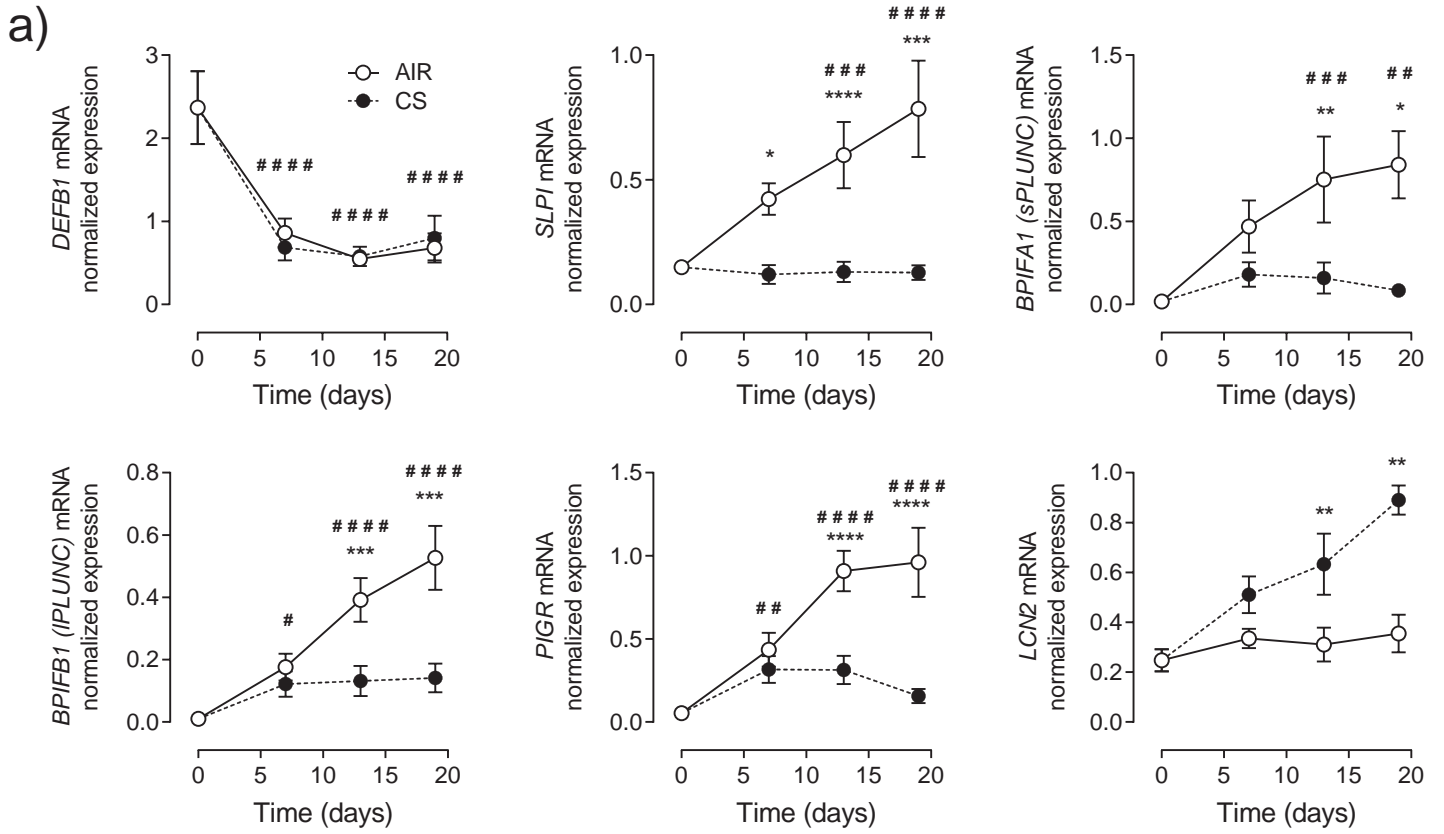 a)
DEFB1 mRNA
normalized expression
3
2
1
0
AIR
CS
# # # #
# # # #
# # # #
0 5 10 15 20
Time (days)
SLPI mRNA
normalized expression
1.0
0.5
0.0
*
# # #
****
# # # #
***
0 5 10 15 20
Time (days)
BPIFA1 (sPLUNC) mRNA
normalized expression
1.5
1.0
0.5
0.0
# # #
**
# #
*
0 5 10 15 20
Time (days)
BPIFB1 (lPLUNC) mRNA
normalized expression
0.8
0.6
0.4
0.2
0.0
#
# # # #
***
# # # #
***
0 5 10 15 20
Time (days)
PIGR mRNA
normalized expression
1.5
1.0
0.5
0.0
# #
# # # #
****
# # # #
****
0 5 10 15 20
Time (days)
LCN2 mRNA
normalized expression
1.0
0.8
0.6
0.4
0.2
0.0
**
**
0 5 10 15 20
Time (days)